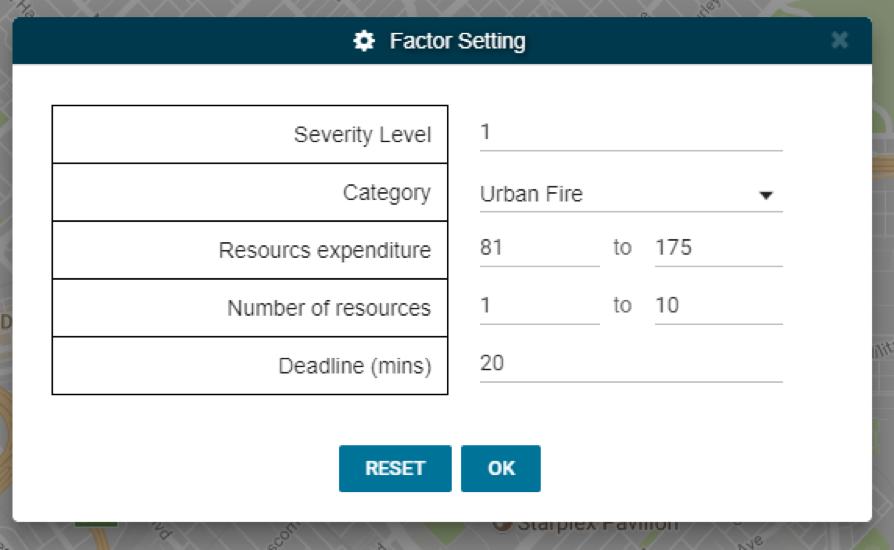 Factor Setting
Severity Level 1
Category Urban Fire
Resourcs expenditure 81 to 175
Number of resources 1 to 10
Deadline (mins) 20
RESET OK
Starplex Pavilion
Ave